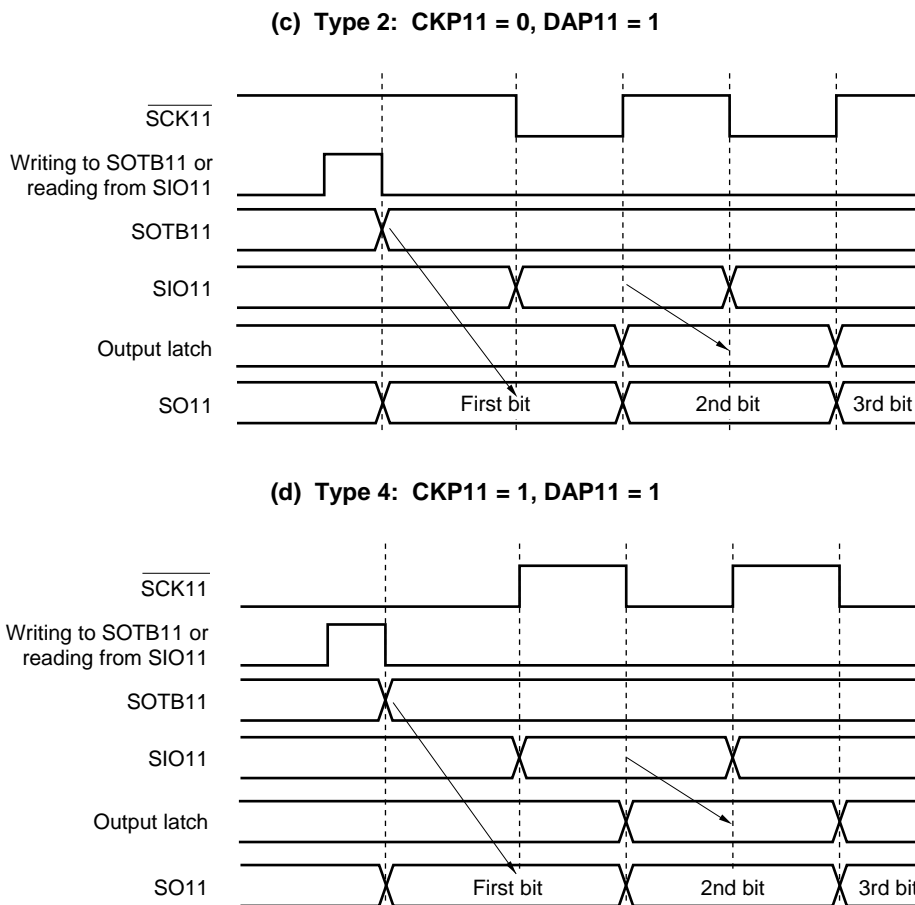 (c) Type 2: CKP11 = 0, DAP11 = 1
SCK11
Writing to SOTB11 or
reading from SIO11
SOTB11
SIO11
Output latch
SO11
First bit
2nd bit
3rd bit
(d) Type 4: CKP11 = 1, DAP11 = 1
SCK11
Writing to SOTB11 or
reading from SIO11
SOTB11
SIO11
Output latch
SO11
First bit
2nd bit
3rd bit